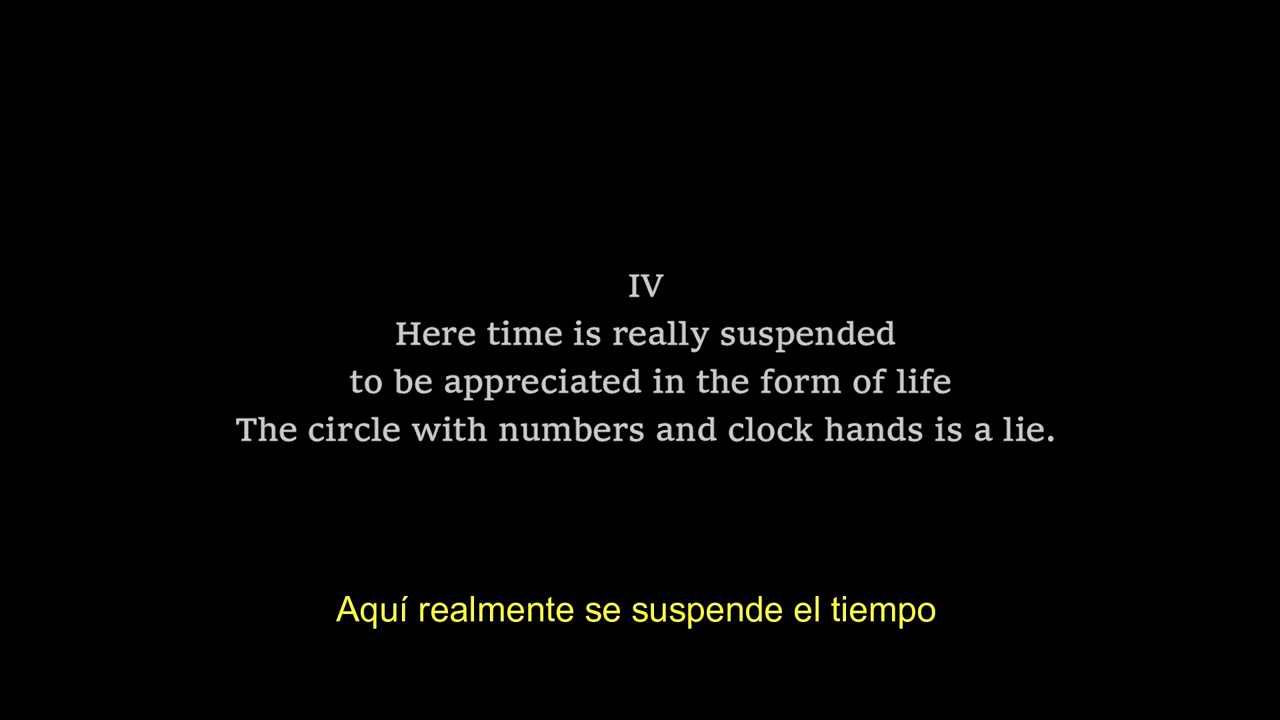 IV
Here time is really suspended
to be appreciated in the form of life
The circle with numbers and clock hands is a lie.
Aquí realmente se suspende el tiempo